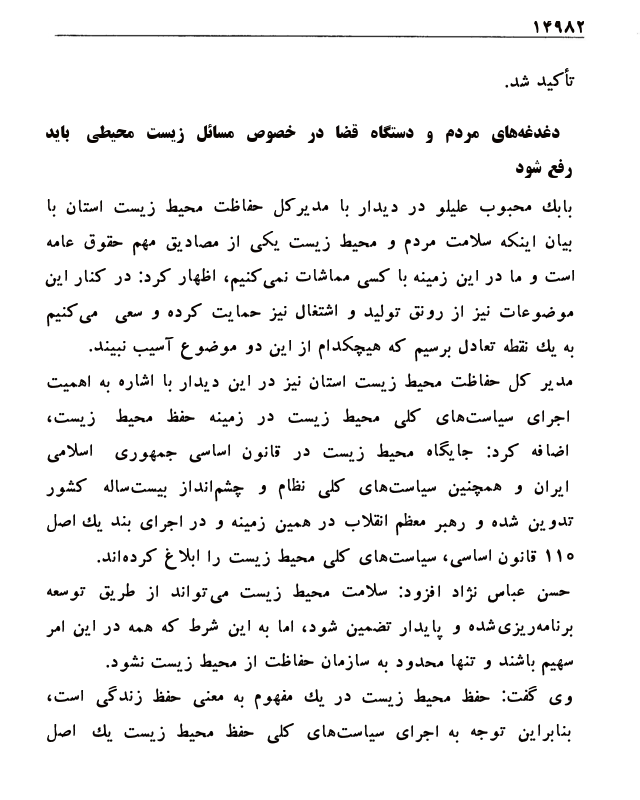 ۱۴۹۸۲
تأکید شد.
دغدغه‌های مردم و دستگاه قضا در خصوص مسائل زیست محیطی باید
رفع شود
بابك محبوب علیلو در دیدار با مدیرکل حفاظت محیط زیست استان با
بیان اینکه سلامت مردم و محیط زیست یکی از مصادیق مهم حقوق عامه
است و ما در این زمینه با کسی مماشات نمی‌کنیم، اظهار کرد: در کنار این
موضوعات نیز از رونق تولید و اشتغال نیز حمایت کرده و سعی می‌کنیم
به یك نقطه تعادل برسیم که هیچکدام از این دو موضوع آسیب نبیند.
مدیر کل حفاظت محیط زیست استان نیز در این دیدار با اشاره به اهمیت
اجرای سیاست‌های کلی محیط زیست در زمینه حفظ محیط زیست،
اضافه کرد: جایگاه محیط زیست در قانون اساسی جمهوری اسلامی
ایران و همچنین سیاست‌های کلی نظام و چشم‌انداز بیست‌ساله کشور
تدوین شده و رهبر معظم انقلاب در همین زمینه و در اجرای بند یك اصل
۱۱۰ قانون اساسی، سیاست‌های کلی محیط زیست را ابلاغ کرده‌اند.
حسن عباس نژاد افزود: سلامت محیط زیست می‌تواند از طریق توسعه
برنامه‌ریزی‌شده و پایدار تضمین شود، اما به این شرط که همه در این امر
سهیم باشند و تنها محدود به سازمان حفاظت از محیط زیست نشود.
وی گفت: حفظ محیط زیست در یك مفهوم به معنی حفظ زندگی است،
بنابراین توجه به اجرای سیاست‌های کلی حفظ محیط زیست یك اصل